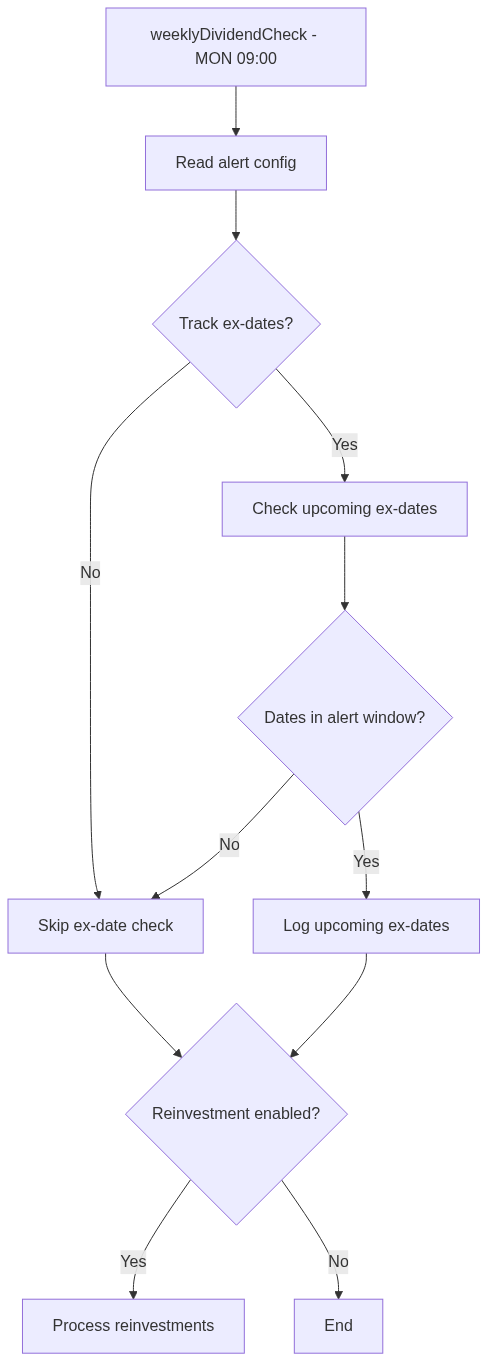 weeklyDividendCheck -
MON 09:00
Read alert config
Track ex-dates?
Yes
Check upcoming ex-dates
No
Dates in alert window?
No
Yes
Skip ex-date check
Log upcoming ex-dates
Reinvestment enabled?
Yes
No
Process reinvestments
End